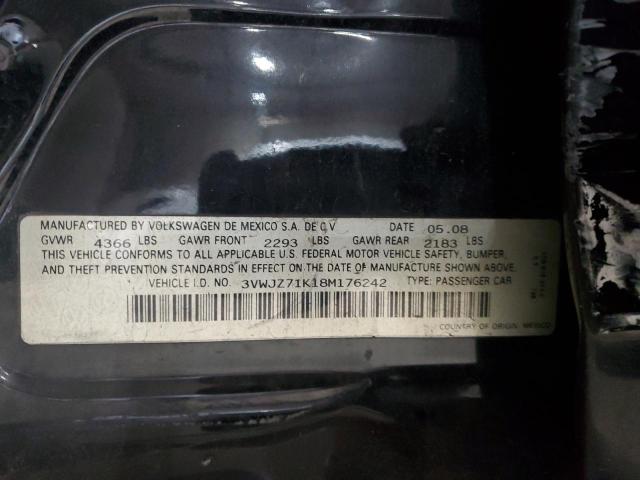 MANUFACTURED BY VOLKSWAGEN DE MEXICO S.A. DE C V DATE 05.08
GVWR 4366 LBS GAWR FRONT 2293 LBS GAWR REAR 2183 LBS
THIS VEHICLE CONFORMS TO ALL APPLICABLE U.S. FEDERAL MOTOR VEHICLE SAFETY, BUMPER,
AND THEFT PREVENTION STANDARDS IN EFFECT ON THE DATE OF MANUFACTURE SHOWN ABOVE.
VEHICLE I.D. NO. 3VWJZ71K18M176242 TYPE: PASSENGER CAR
COUNTRY OF ORIGIN: MEXICO